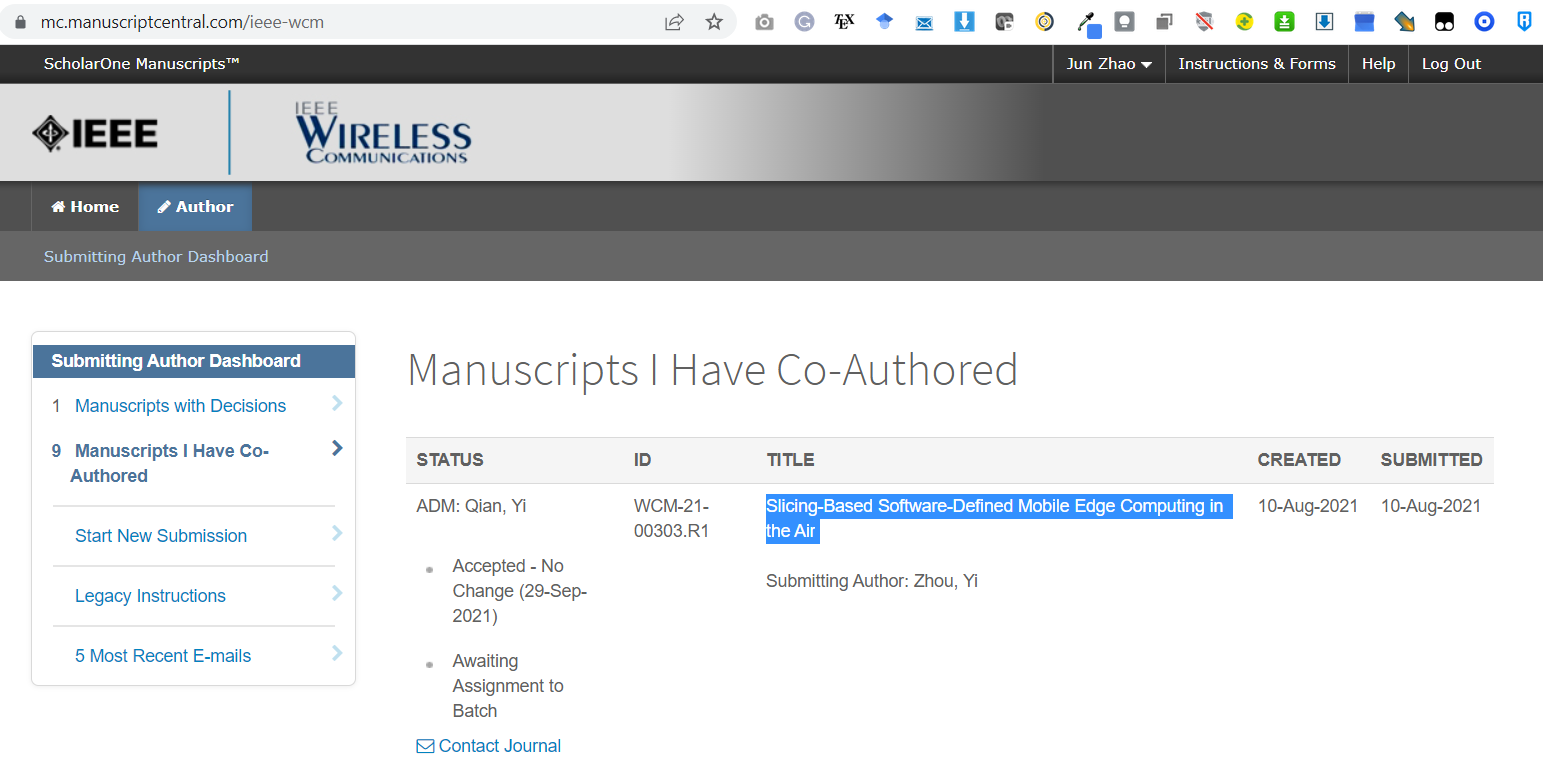 mc.manuscriptcentral.com/ieee-wcm
ScholarOne Manuscripts™
Jun Zhao
Instructions & Forms
Help
Log Out
IEEE
IEEE
WIRELESS
COMMUNICATIONS
Home
Author
Submitting Author Dashboard
Submitting Author Dashboard
1 Manuscripts with Decisions
9 Manuscripts I Have Co-
Authored
Start New Submission
Legacy Instructions
5 Most Recent E-mails
Manuscripts I Have Co-Authored
STATUS ID TITLE CREATED SUBMITTED
ADM: Qian, Yi
WCM-21-
00303.R1
Slicing-Based Software-Defined Mobile Edge Computing in
the Air
Submitting Author: Zhou, Yi
10-Aug-2021
10-Aug-2021
Accepted - No
Change (29-Sep-
2021)
Awaiting
Assignment to
Batch
Contact Journal